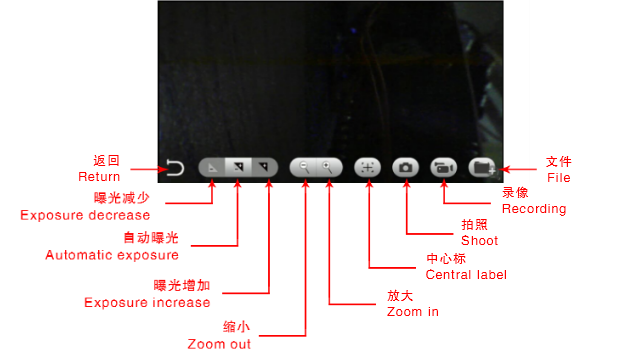 返回
Return
曝光减少
Exposure decrease
自动曝光
Automatic exposure
曝光增加
Exposure increase
缩小
Zoom out
文件
File
录像
Recording
拍照
Shoot
中心标
Central label
放大
Zoom in